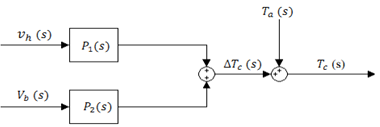 T_a (s)
v_h (s)
P_1(s)
ΔT_c (s)
T_c (s)
V_b (s)
P_2(s)
+
+
+
+